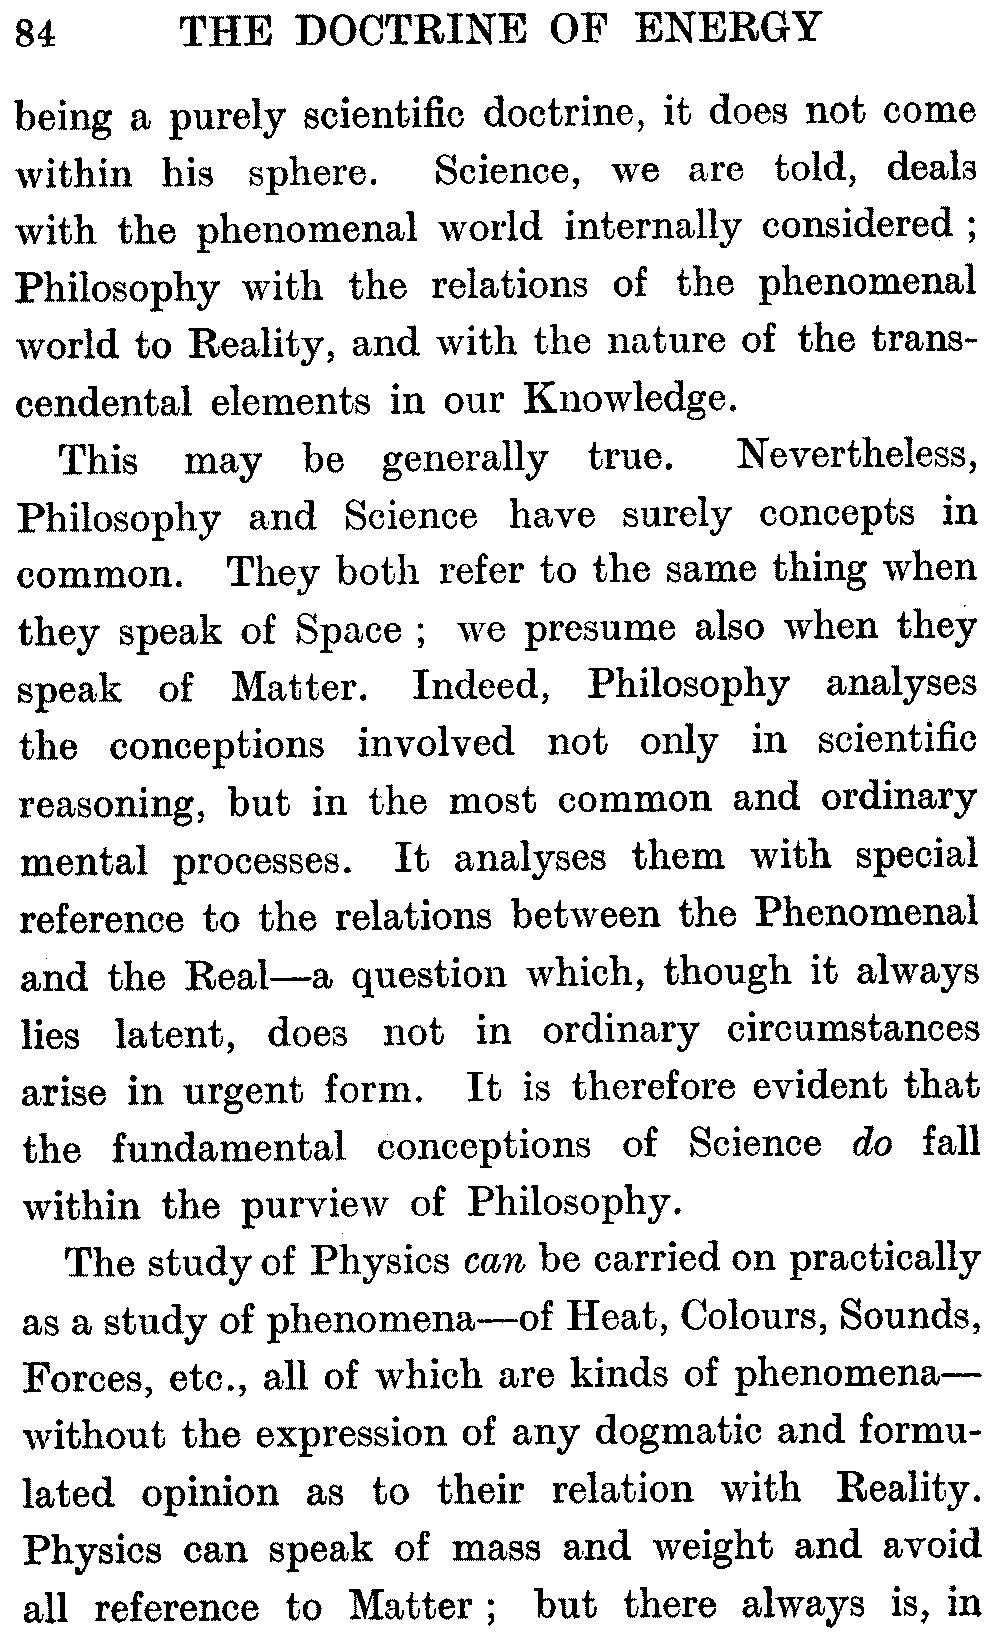 84 THE DOCTRINE OF ENERGY
being a purely scientific doctrine, it does not come
within his sphere. Science, we are told, deals
with the phenomenal world internally considered ;
Philosophy with the relations of the phenomenal
world to Reality, and with the nature of the trans-
cendental elements in our Knowledge.
This may be generally true. Nevertheless,
Philosophy and Science have surely concepts in
common. They both refer to the same thing when
they speak of Space ; we presume also when they
speak of Matter. Indeed, Philosophy analyses
the conceptions involved not only in scientific
reasoning, but in the most common and ordinary
mental processes. It analyses them with special
reference to the relations between the Phenomenal
and the Real—a question which, though it always
lies latent, does not in ordinary circumstances
arise in urgent form. It is therefore evident that
the fundamental conceptions of Science do fall
within the purview of Philosophy.
The study of Physics can be carried on practically
as a study of phenomena—of Heat, Colours, Sounds,
Forces, etc., all of which are kinds of phenomena—
without the expression of any dogmatic and formu-
lated opinion as to their relation with Reality.
Physics can speak of mass and weight and avoid
all reference to Matter ; but there always is, in